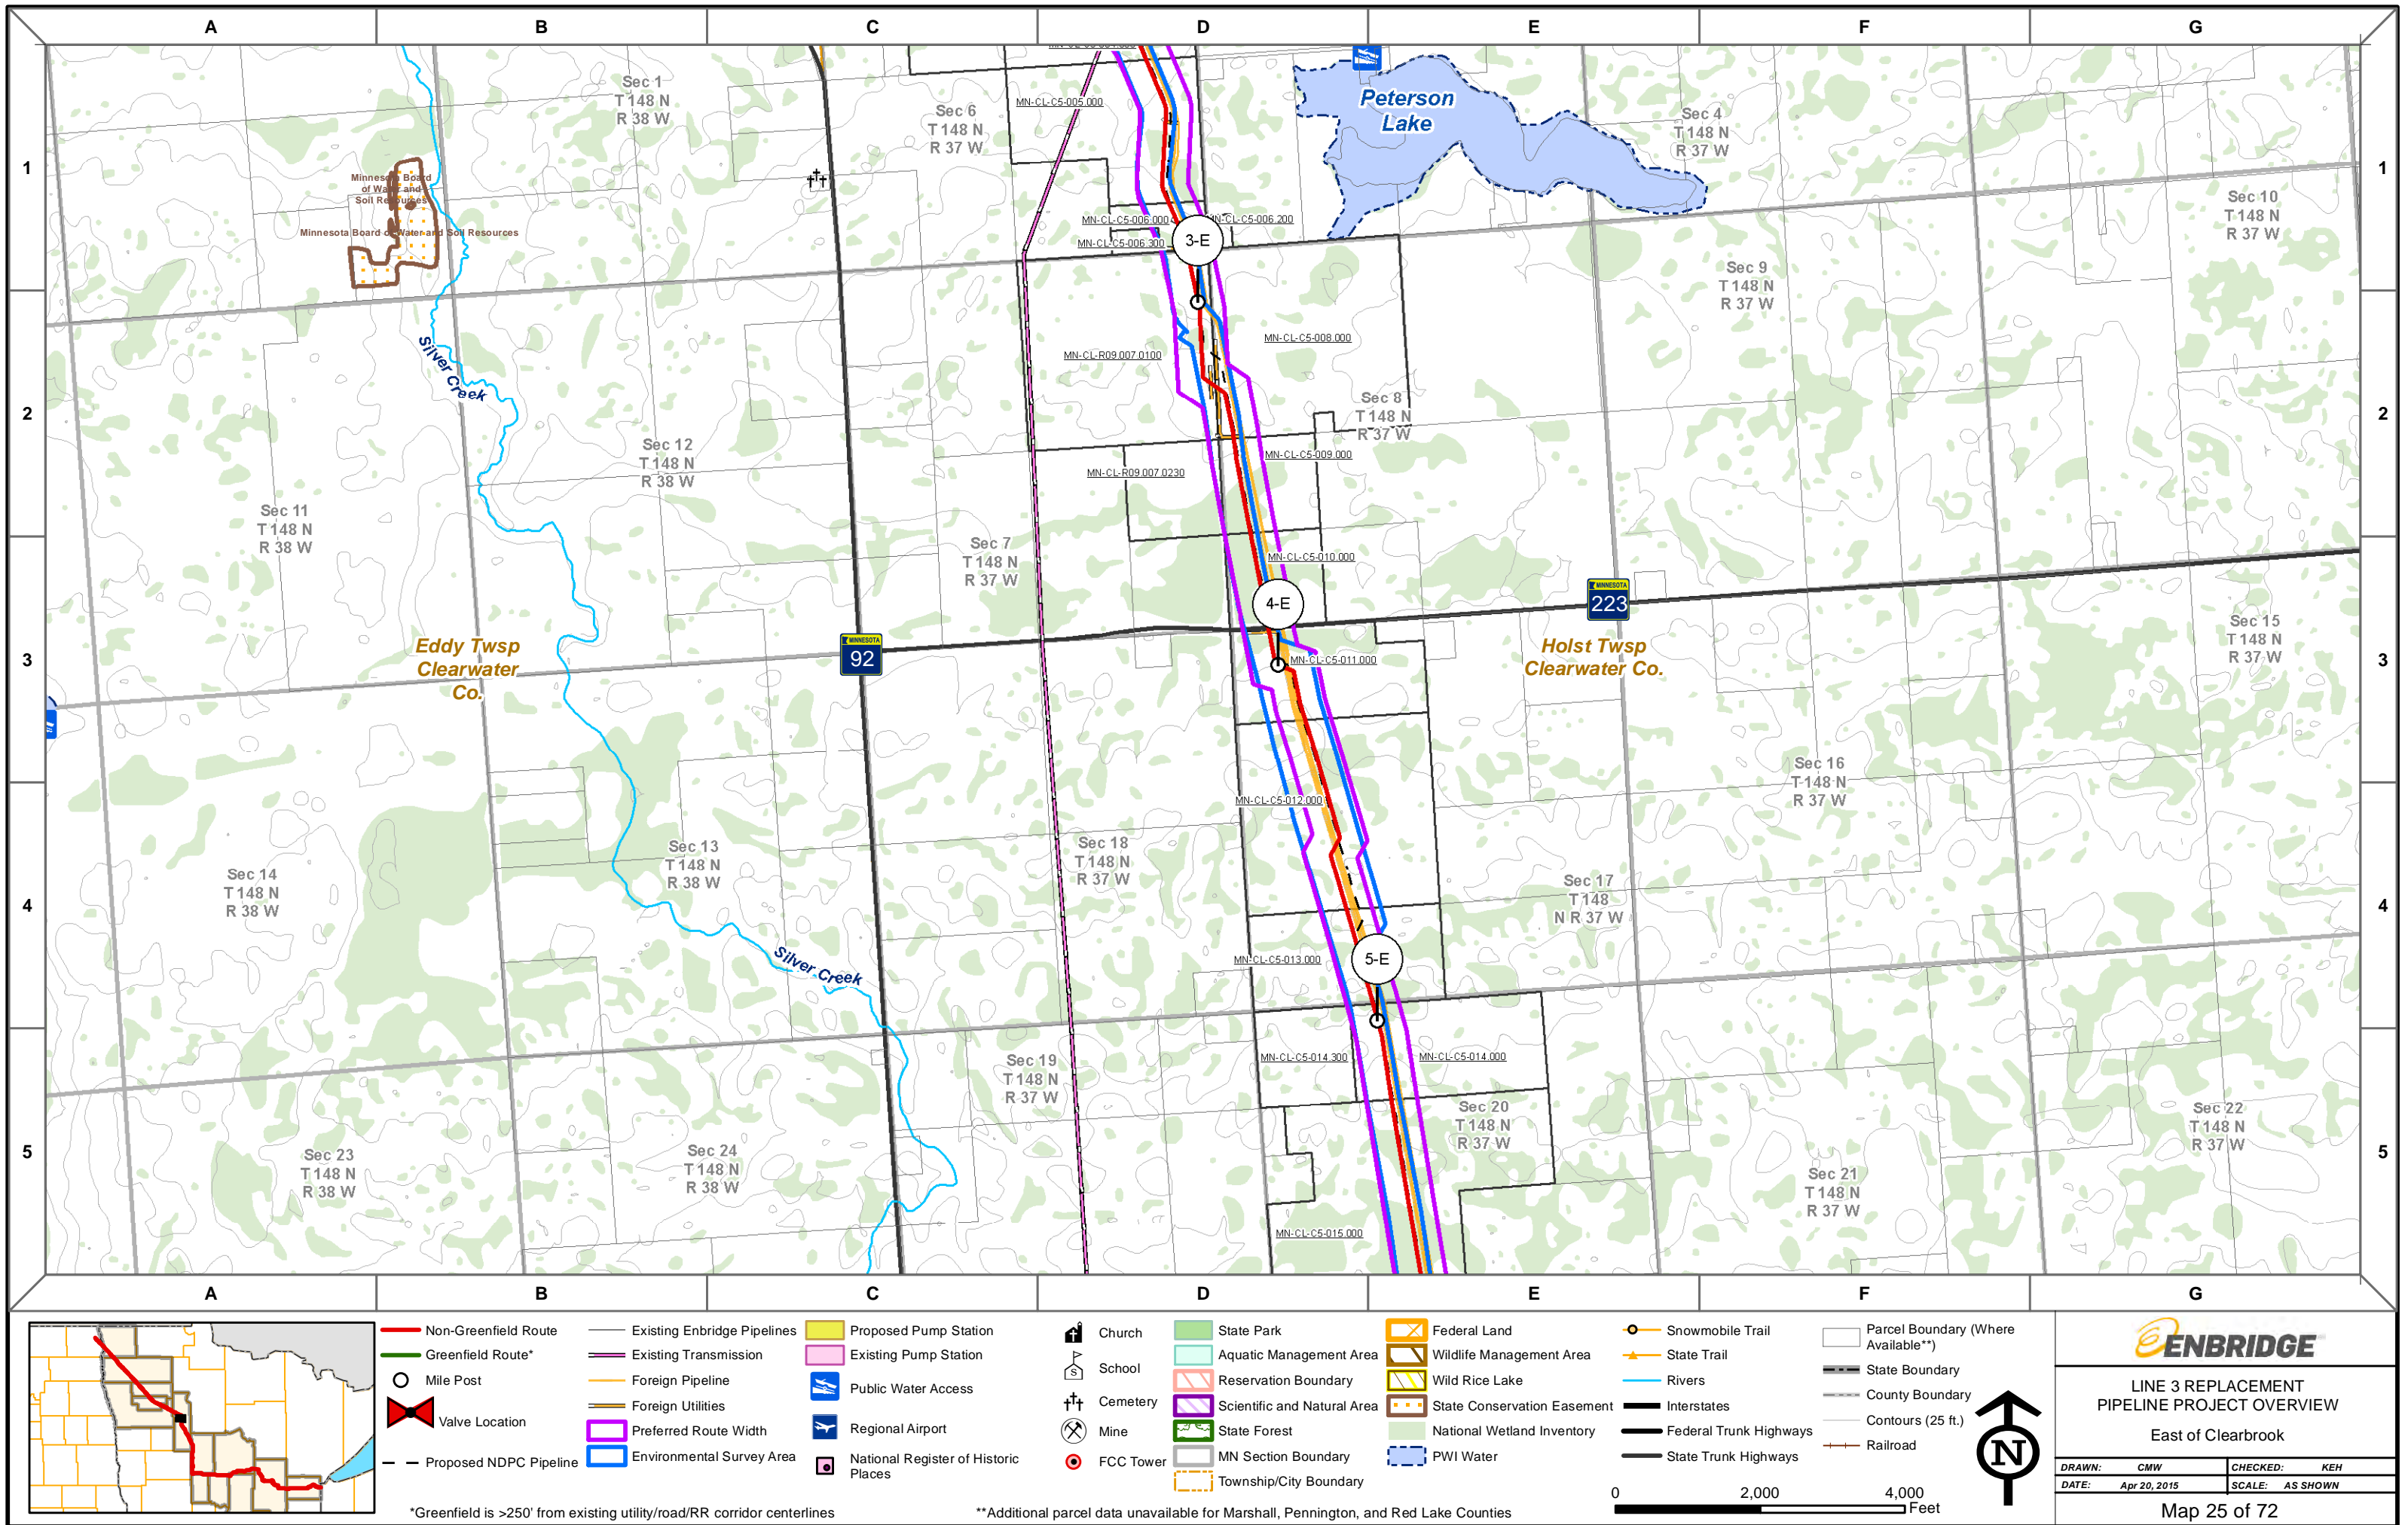 A B C D E F G
1
2
3
4
5
1
2
3
4
5
Sec 1
T 148 N
R 38 W
Sec 6
T 148 N
R 37 W
MN-CL-C5-005.000
Peterson
Lake
Sec 4
T 148 N
R 37 W
Minnesota Board
of Water and
Soil Resources
Minnesota Board of Water and Soil Resources
MN-CL-C5-006.000
MN-CL-C5-006.200
MN-CL-C5-006.300
3-E
Sec 10
T 148 N
R 37 W
Sec 9
T 148 N
R 37 W
Silver Creek
MN-CL-R09.007.0100
MN-CL-C5-008.000
Sec 8
T 148 N
R 37 W
Sec 12
T 148 N
R 38 W
MN-CL-R09.007.0230
MN-CL-C5-009.000
Sec 11
T 148 N
R 38 W
Sec 7
T 148 N
R 37 W
MN-CL-C5-010.000
4-E
MINNESOTA
223
MINNESOTA
92
Eddy Twsp
Clearwater
Co.
MN-CL-C5-011.000
Holst Twsp
Clearwater Co.
Sec 15
T 148 N
R 37 W
Sec 16
T 148 N
R 37 W
MN-CL-C5-012.000
Sec 13
T 148 N
R 38 W
Sec 18
T 148 N
R 37 W
Sec 14
T 148 N
R 38 W
Sec 17
T 148
N R 37 W
Silver Creek
MN-CL-C5-013.000
5-E
Sec 19
T 148 N
R 37 W
MN-CL-C5-014.300
MN-CL-C5-014.000
Sec 20
T 148 N
R 37 W
Sec 22
T 148 N
R 37 W
Sec 23
T 148 N
R 38 W
Sec 24
T 148 N
R 38 W
Sec 21
T 148 N
R 37 W
MN-CL-C5-015.000
A B C D E F G
Non-Greenfield Route
Greenfield Route*
Mile Post
Valve Location
Proposed NDPC Pipeline
Existing Enbridge Pipelines
Existing Transmission
Foreign Pipeline
Foreign Utilities
Preferred Route Width
Environmental Survey Area
Proposed Pump Station
Existing Pump Station
Public Water Access
Regional Airport
National Register of Historic
Places
Church
S
School
Cemetery
Mine
FCC Tower
State Park
Aquatic Management Area
Reservation Boundary
Scientific and Natural Area
State Forest
MN Section Boundary
Township/City Boundary
Federal Land
Wildlife Management Area
Wild Rice Lake
State Conservation Easement
National Wetland Inventory
PWI Water
Snowmobile Trail
State Trail
Rivers
Interstates
Federal Trunk Highways
State Trunk Highways
Parcel Boundary (Where
Available**)
State Boundary
County Boundary
Contours (25 ft.)
Railroad
*Greenfield is >250' from existing utility/road/RR corridor centerlines
**Additional parcel data unavailable for Marshall, Pennington, and Red Lake Counties
0 2,000 4,000
Feet
N
ENBRIDGE
LINE 3 REPLACEMENT
PIPELINE PROJECT OVERVIEW
East of Clearbrook
DRAWN: CMW CHECKED: KEH
DATE: Apr 20, 2015 SCALE: AS SHOWN
Map 25 of 72